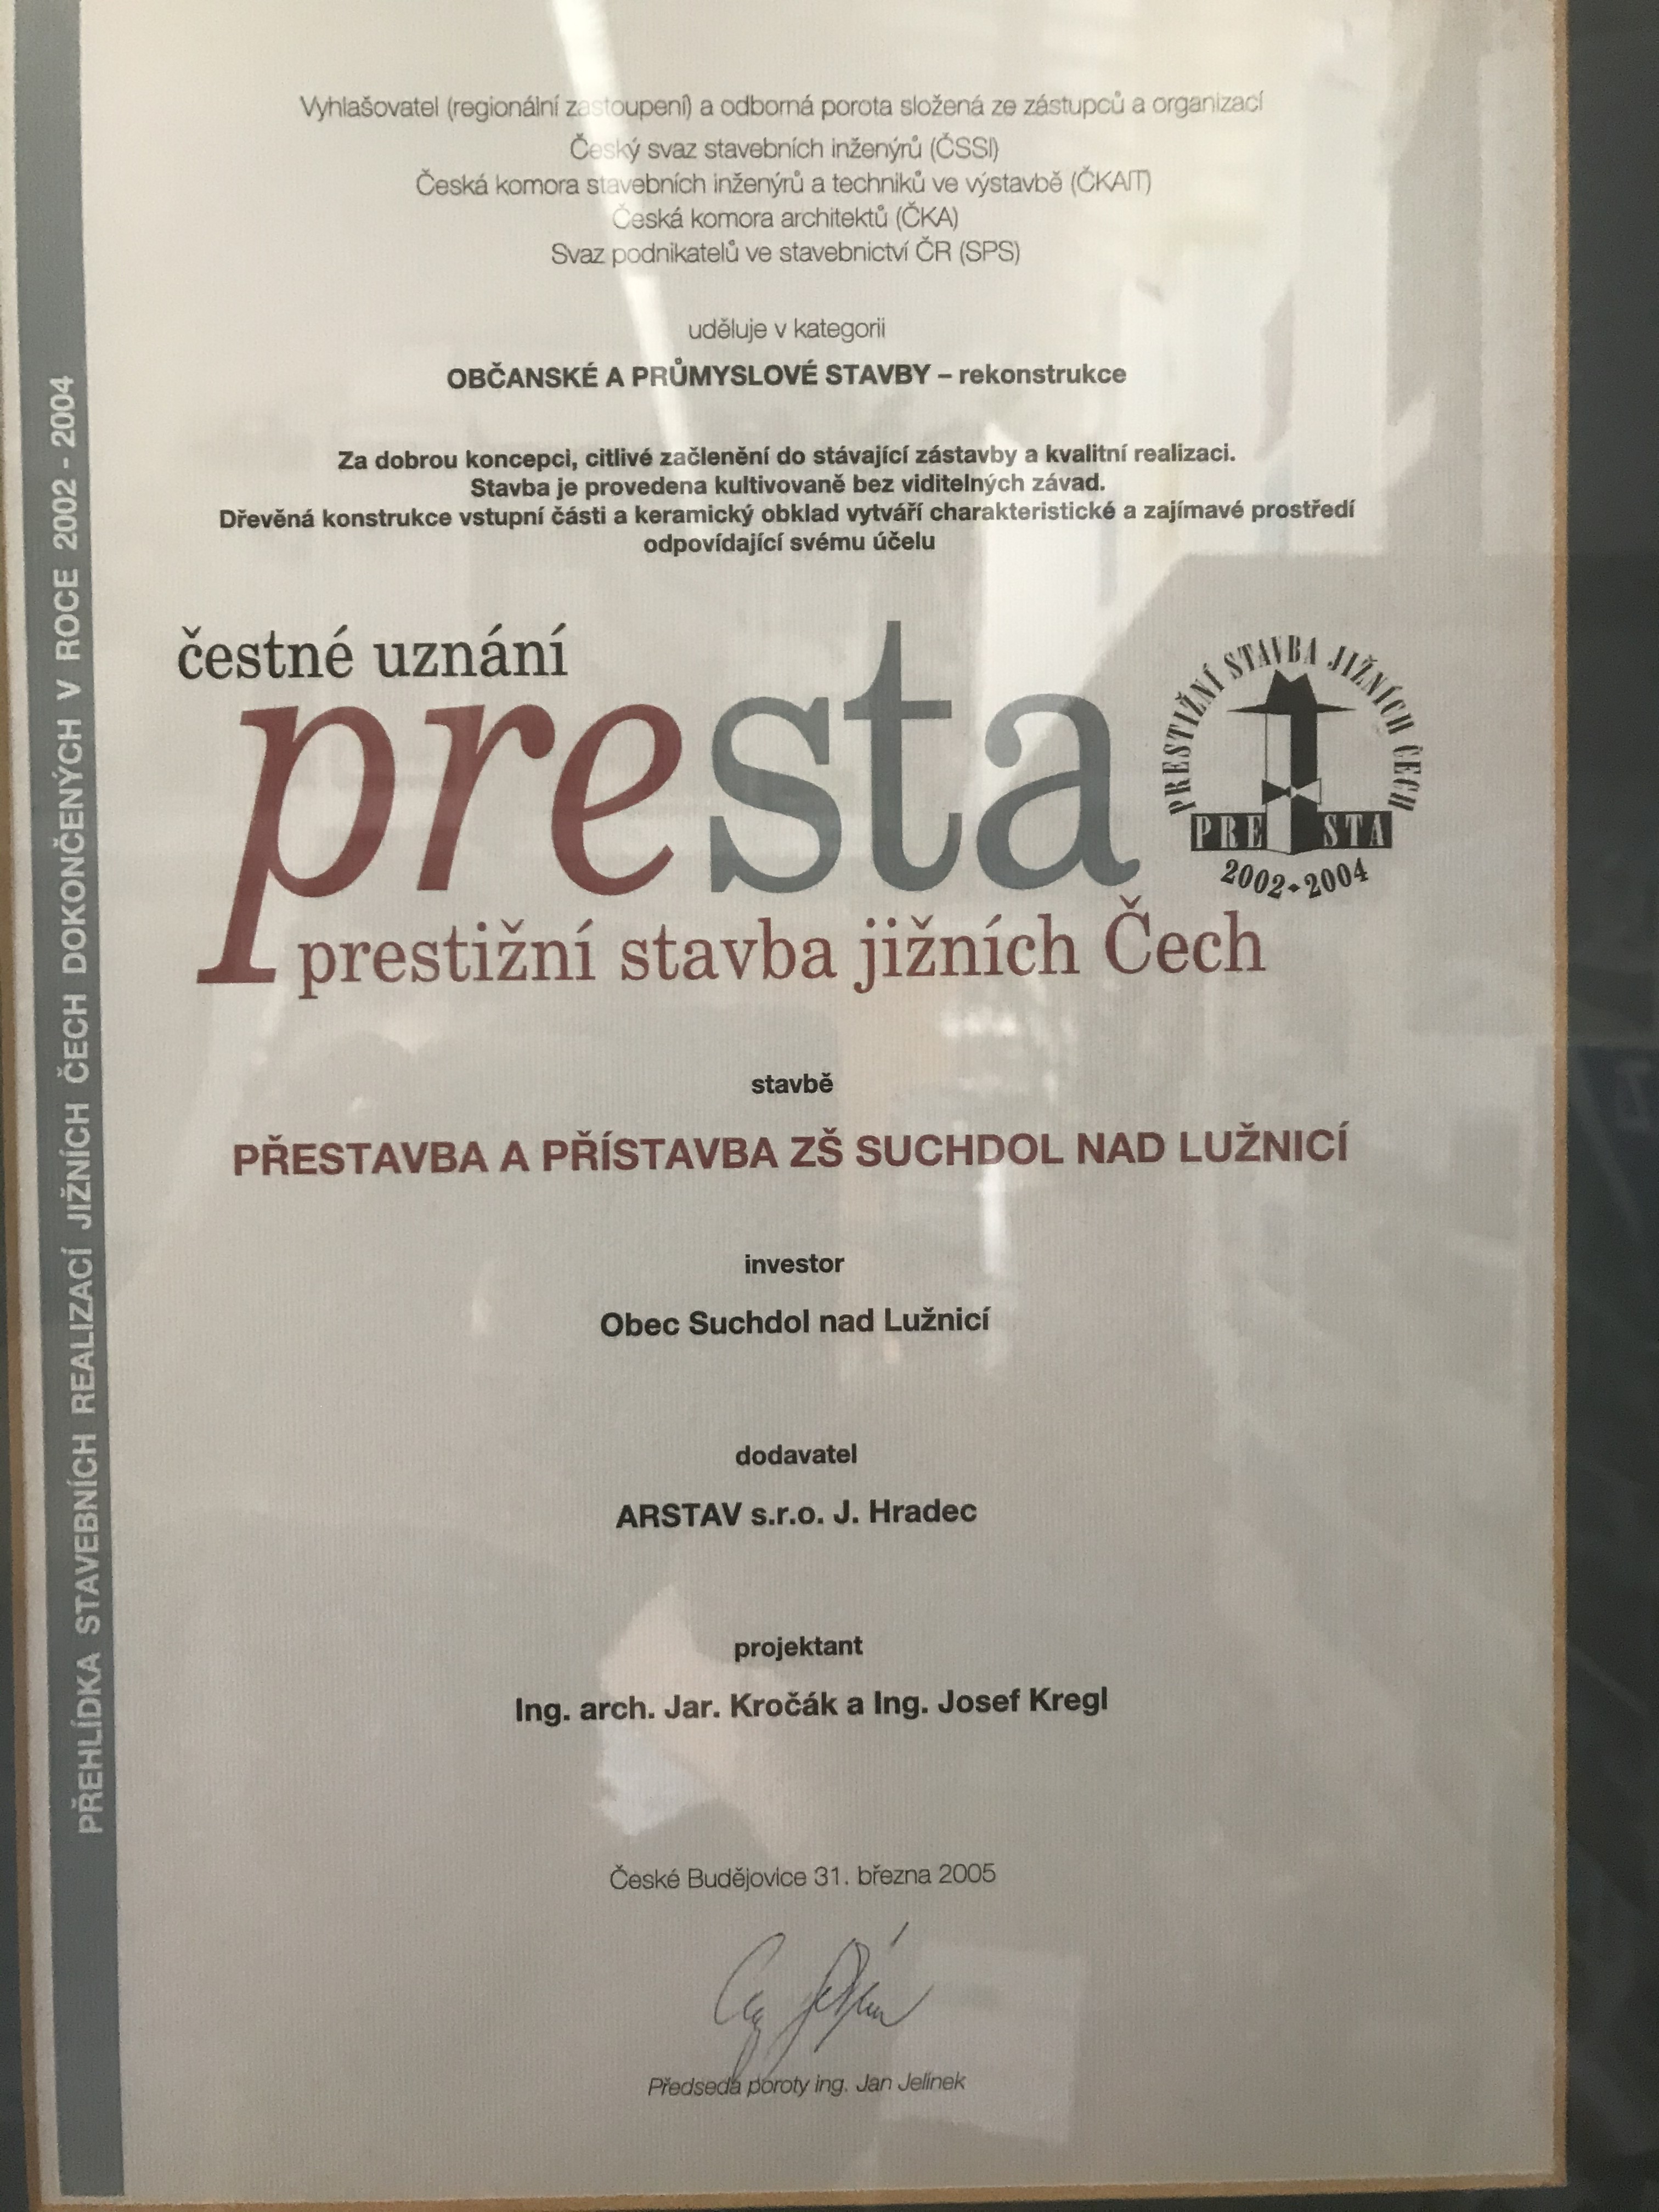 Vyhlašovatel (regionální zastoupení) a odborná porota složená ze zástupců a organizací
Český svaz stavebních inženýrů (ČSSI)
Česká komora stavebních inženýrů a techniků ve výstavbě (ČKAIT)
Česká komora architektů (ČKA)
Svaz podnikatelů ve stavebnictví ČR (SPS)
uděluje v kategorii
OBČANSKÉ A PRŮMYSLOVÉ STAVBY – rekonstrukce
Za dobrou koncepci, citlivé začlenění do stávající zástavby a kvalitní realizaci.
Stavba je provedena kultivovaně bez viditelných závad.
Dřevěná konstrukce vstupní části a keramický obklad vytváří charakteristické a zajímavé prostředí
odpovídající svému účelu
čestné uznání
presta
prestižní stavba jižních Čech
PRESTIŽNÍ STAVBA JIŽNÍCH ČECH
PRE STA
2002-2004
stavbě
PŘESTAVBA A PŘÍSTAVBA ZŠ SUCHDOL NAD LUŽNICÍ
investor
Obec Suchdol nad Lužnicí
dodavatel
ARSTAV s.r.o. J. Hradec
projektant
Ing. arch. Jar. Kročák a Ing. Josef Kregl
České Budějovice 31. března 2005
Předseda poroty ing. Jan Jelínek
PŘEHLÍDKA STAVEBNÍCH REALIZACÍ JIŽNÍCH ČECH DOKONČENÝCH V ROCE 2002 - 2004